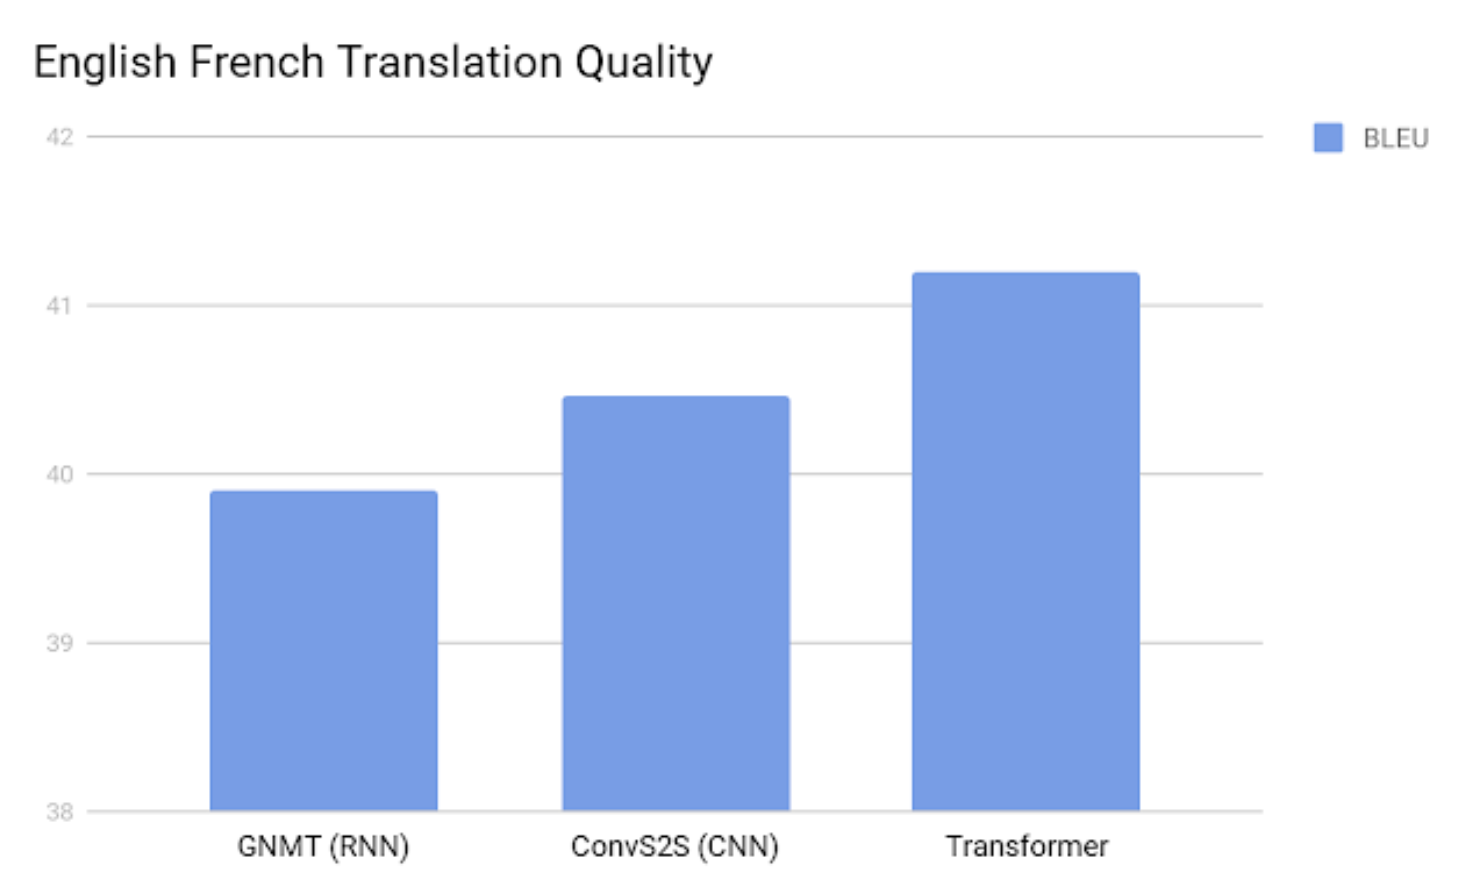 English French Translation Quality
42
BLEU
41
40
39
38
GNMT (RNN) ConvS2S (CNN) Transformer